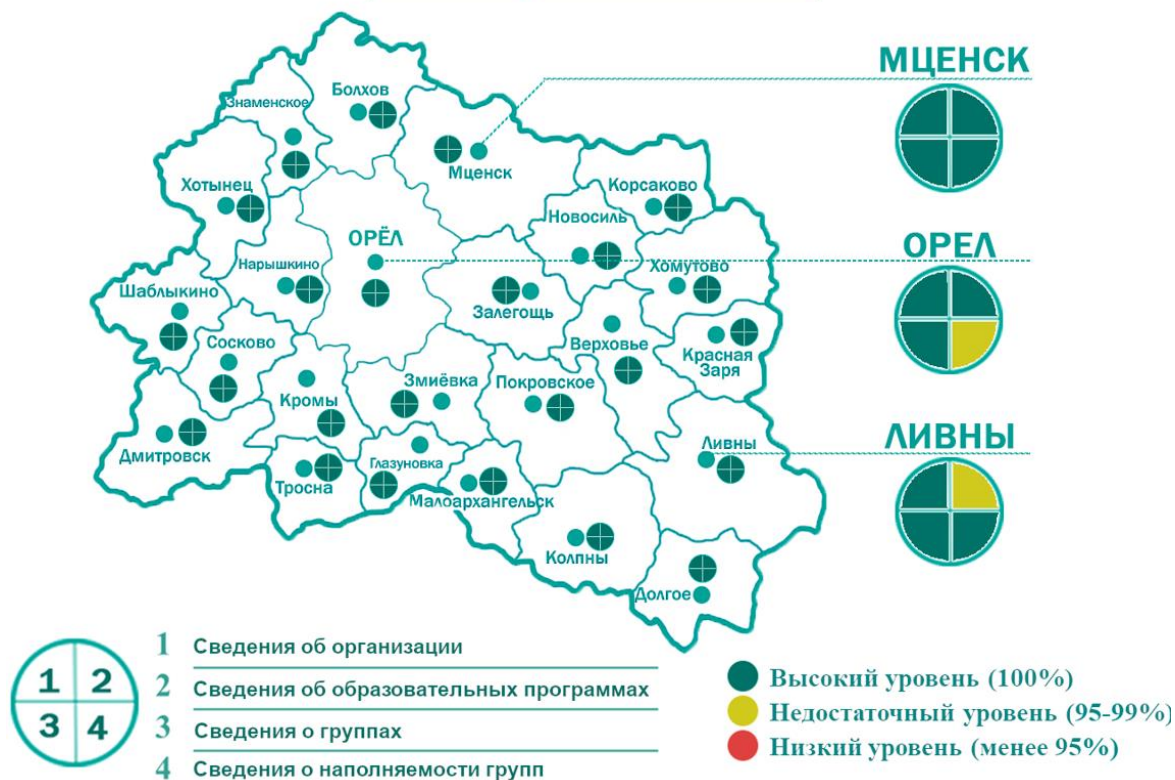 МЦЕНСК
Болхов
Знаменское
Мценск
Хотынец
Корсаково
Новосиль
ОРЁЛ
ОРЕЛ
Нарышкино
Хомутово
Шаблыкино
Залегощь
Сосково
Верховье
Красная
Заря
Змиёвка
Покровское
Кромы
ЛИВНЫ
Ливны
Дмитровск
Глазуновка
Тросна
Малоархангельск
Колпны
Долгое
1 2
3 4
1 Сведения об организации
2 Сведения об образовательных программах
3 Сведения о группах
4 Сведения о наполняемости групп
Высокий уровень (100%)
Недостаточный уровень (95-99%)
Низкий уровень (менее 95%)